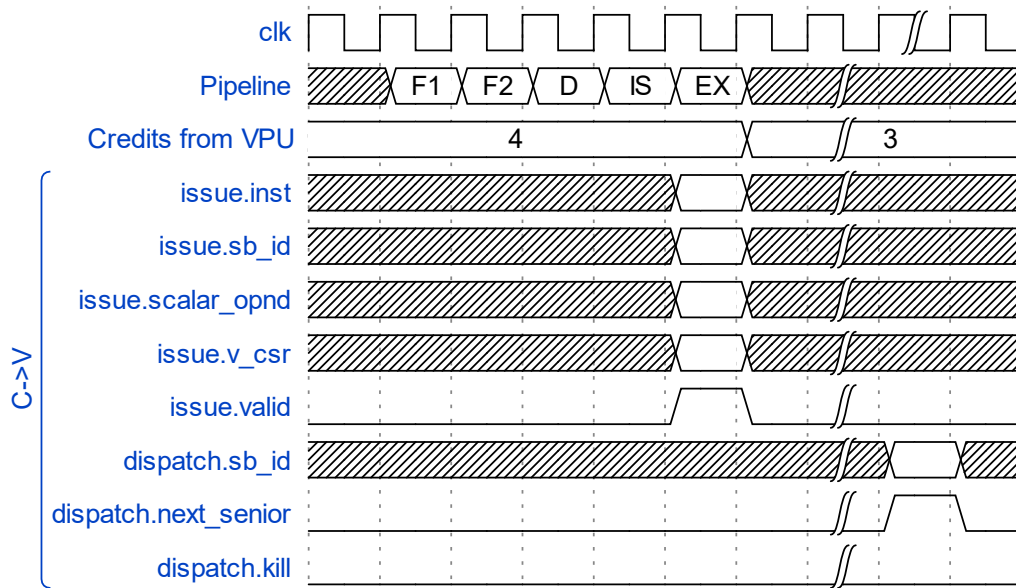 clk
Pipeline F1 F2 D IS EX
Credits from VPU 4 3
issue.inst
issue.sb_id
issue.scalar_opnd
issue.v_csr
issue.valid
dispatch.sb_id
dispatch.next_senior
dispatch.kill
C->V